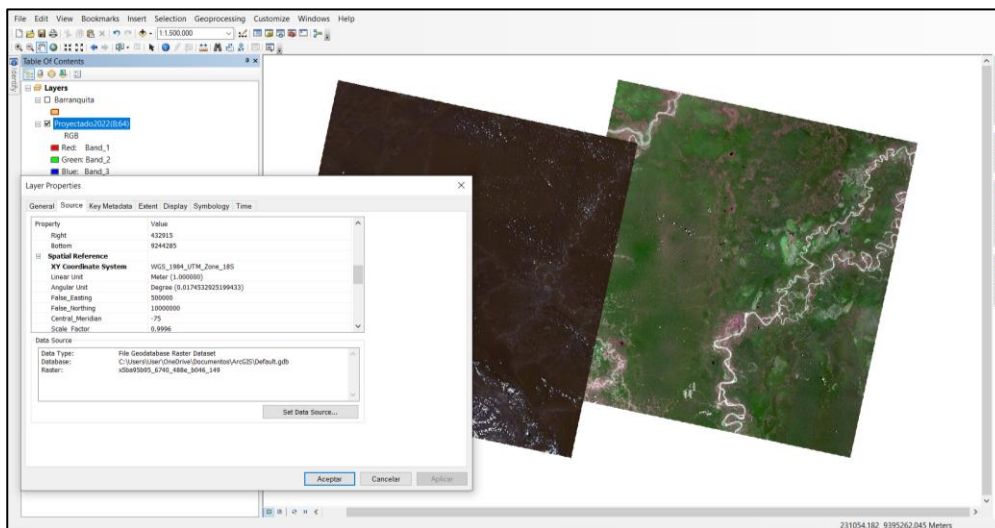 File Edit View Bookmarks Insert Selection Geoprocessing Customize Windows Help
1:1.500.000
Table Of Contents
Identify
Layers
Barranquita
Proyectado2022(8;64)
RGB
Red: Band_1
Green: Band_2
Blue: Band_3
Layer Properties
General Source Key Metadata Extent Display Symbology Time
Property Value
Right 432915
Bottom 9244285
Spatial Reference
XY Coordinate System WGS_1984_UTM_Zone_18S
Linear Unit Meter (1.000000)
Angular Unit Degree (0.0174532925199433)
False_Easting 500000
False_Northing 10000000
Central_Meridian -75
Scale_Factor 0.9996
Data Source
Data Type: File Geodatabase Raster Dataset
Database: C:\Users\User\OneDrive\Documentos\ArcGIS\Default.gdb
Raster: x5ba95b95_6740_488e_b046_149
Set Data Source...
Aceptar Cancelar Aplicar
231054,182 9395262,045 Meters